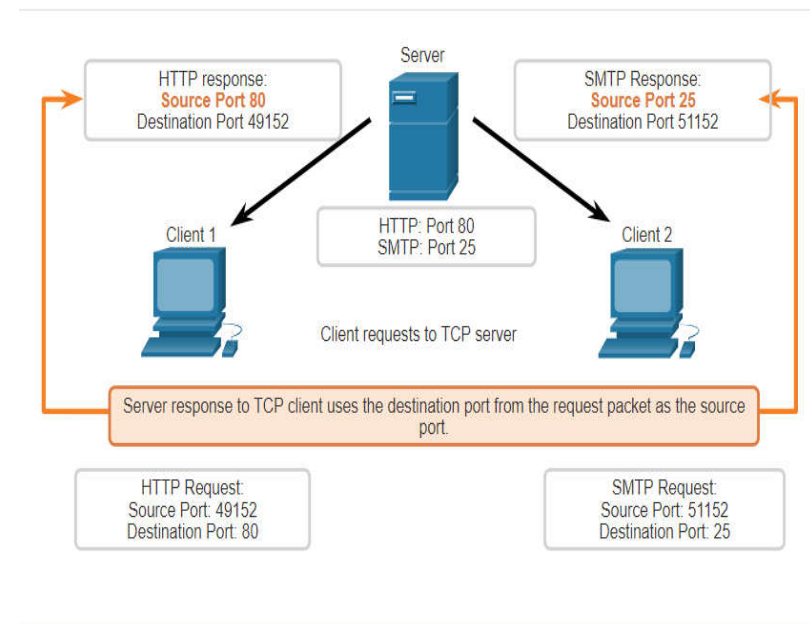 Server
HTTP response:
Source Port 80
Destination Port 49152
SMTP Response:
Source Port 25
Destination Port 51152
HTTP: Port 80
SMTP: Port 25
Client 1
Client 2
Client requests to TCP server
Server response to TCP client uses the destination port from the request packet as the source
port.
HTTP Request:
Source Port: 49152
Destination Port: 80
SMTP Request:
Source Port: 51152
Destination Port: 25